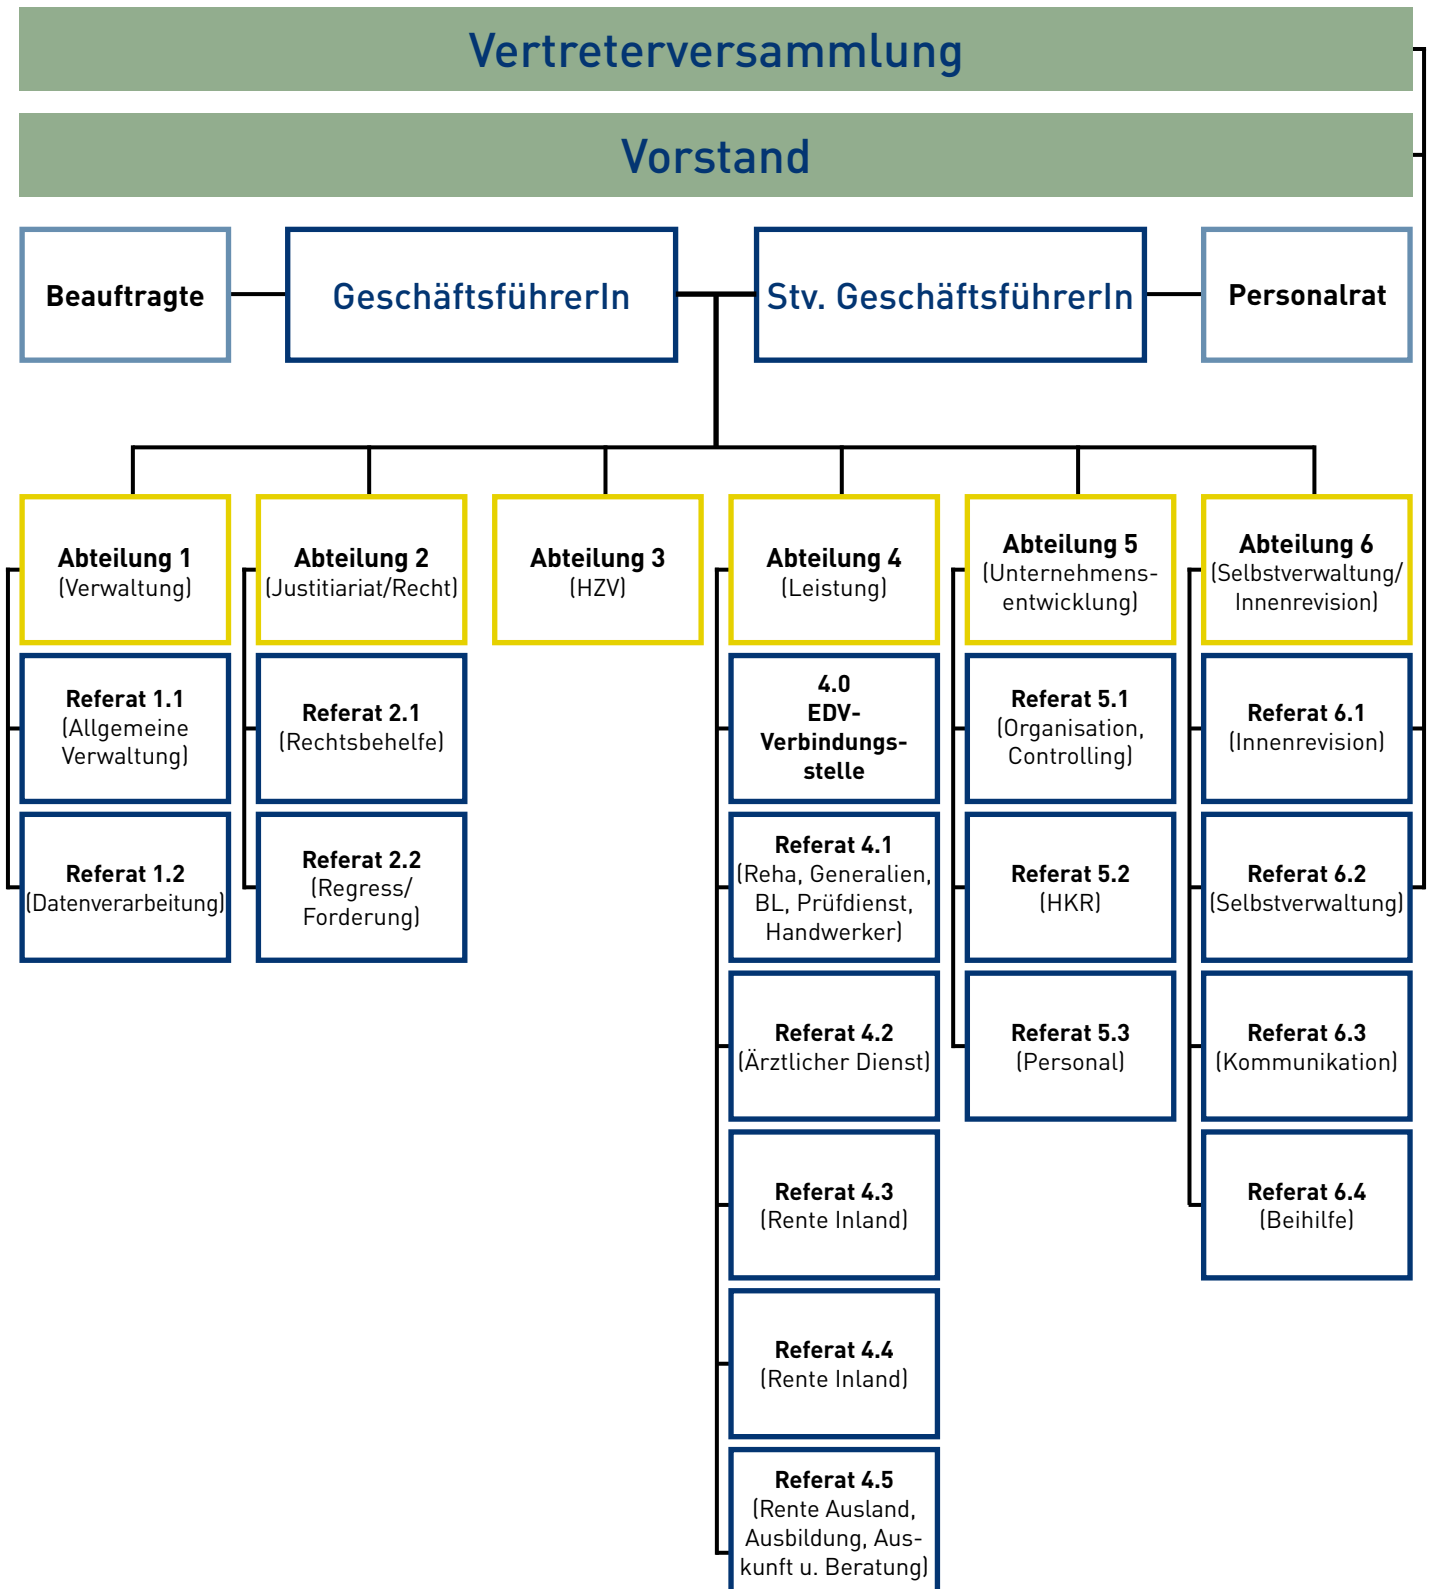 Vertreterversammlung
Vorstand
Beauftragte
GeschäftsführerIn
Stv. GeschäftsführerIn
Personalrat
Abteilung 1
(Verwaltung)
Referat 1.1
(Allgemeine
Verwaltung)
Referat 1.2
(Datenverarbeitung)
Abteilung 2
(Justitiariat/Recht)
Referat 2.1
(Rechtsbehelfe)
Referat 2.2
(Regress/
Forderung)
Abteilung 3
(HZV)
Abteilung 4
(Leistung)
4.0
EDV-
Verbindungs-
stelle
Referat 4.1
(Reha, Generalien,
BL, Prüfdienst,
Handwerker)
Referat 4.2
(Ärztlicher Dienst)
Referat 4.3
(Rente Inland)
Referat 4.4
(Rente Inland)
Referat 4.5
(Rente Ausland,
Ausbildung, Aus-
kunft u. Beratung)
Abteilung 5
(Unternehmens-
entwicklung)
Referat 5.1
(Organisation,
Controlling)
Referat 5.2
(HKR)
Referat 5.3
(Personal)
Abteilung 6
(Selbstverwaltung/
Innenrevision)
Referat 6.1
(Innenrevision)
Referat 6.2
(Selbstverwaltung)
Referat 6.3
(Kommunikation)
Referat 6.4
(Beihilfe)